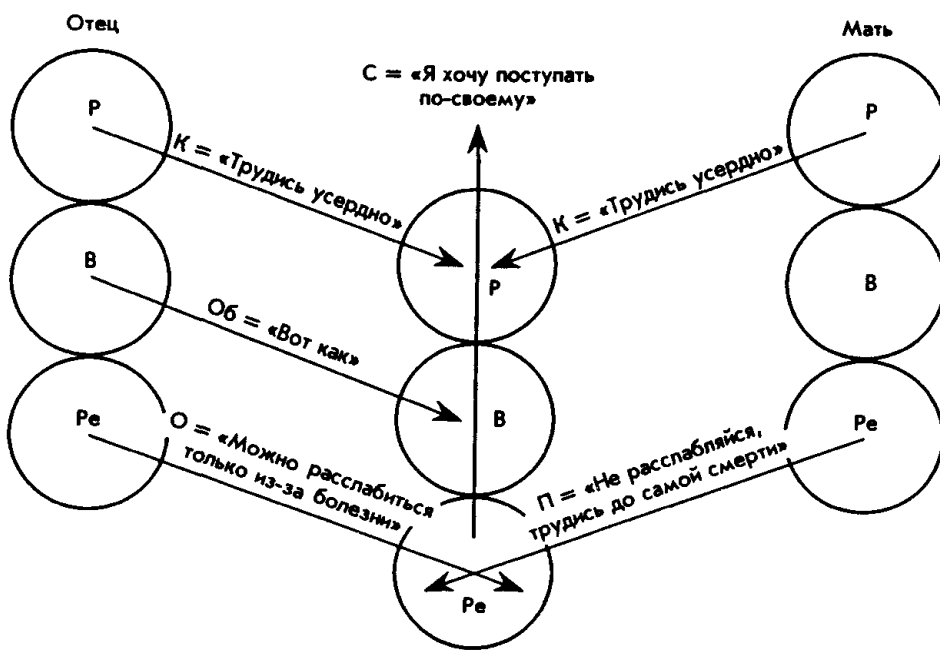 Отец
Мать
С = «Я хочу поступать
по-своему»
Р
Р
К = «Трудись усердно»
К = «Трудись усердно»
Р
В
В
Об = «Вот как»
В
Ре
Ре
О = «Можно расслабиться
только из-за болезни»
П = «Не расслабляйся,
трудись до самой смерти»
Ре